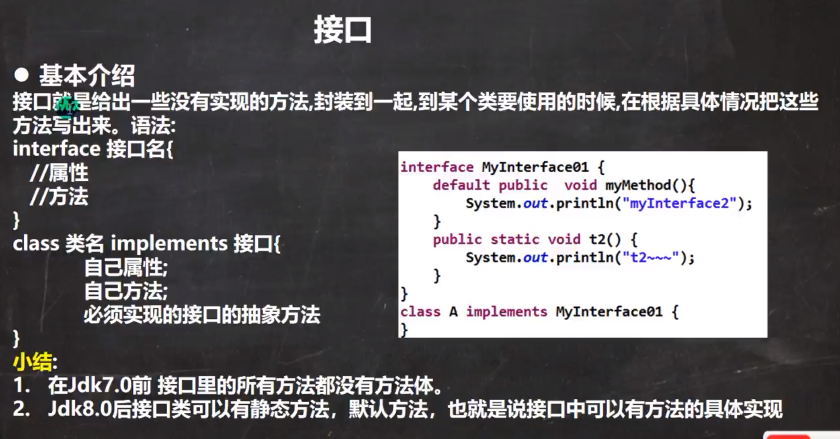 接口
● 基本介绍
接口就是给出一些没有实现的方法,封装到一起,到某个类要使用的时候,在根据具体情况把这些
方法写出来。语法:
interface 接口名{
//属性
//方法
}
class 类名 implements 接口{
自己属性;
自己方法;
必须实现的接口的抽象方法
}
小结:
1. 在Jdk7.0前 接口里的所有方法都没有方法体。
2. Jdk8.0后接口类可以有静态方法，默认方法，也就是说接口中可以有方法的具体实现
interface MyInterface01 {
default public  void myMethod(){
System.out.println("myInterface2");
}
public static void t2() {
System.out.println("t2~~~");
}
}
class A implements MyInterface01 {
}